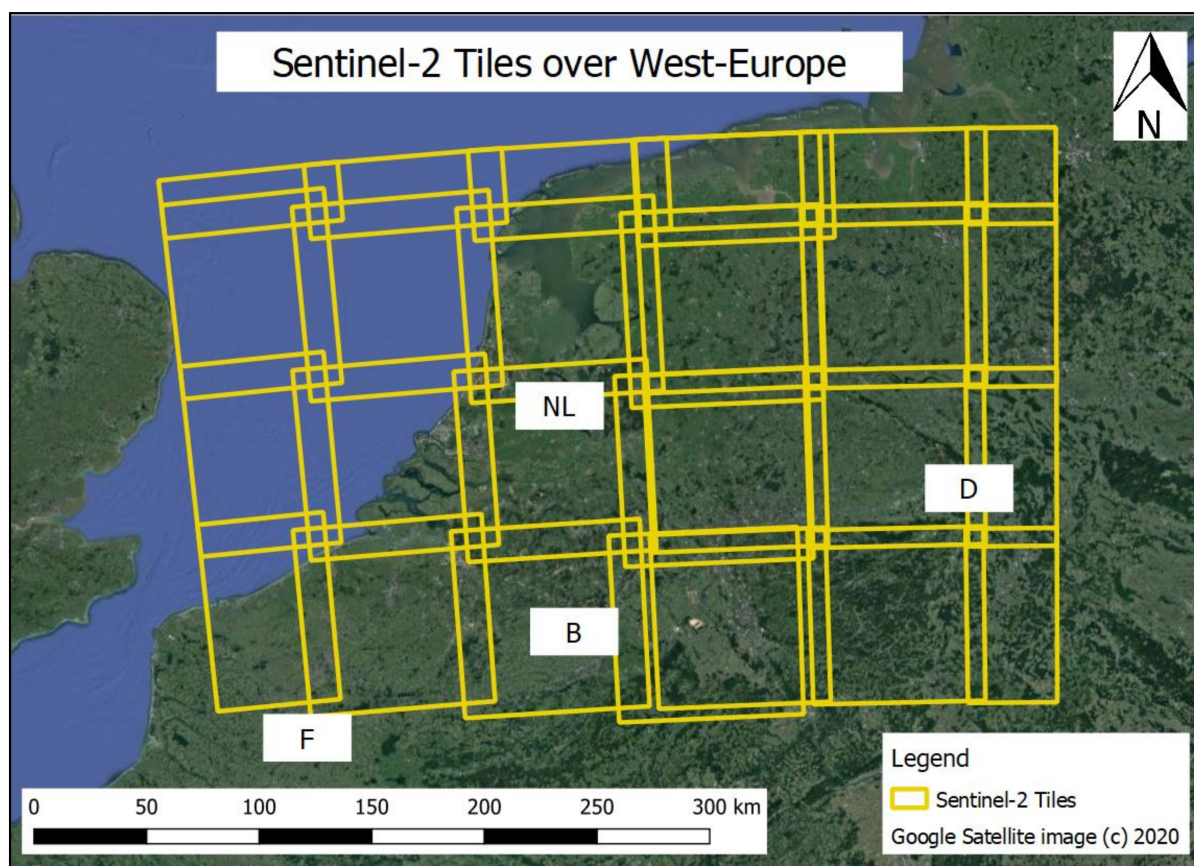 Sentinel-2 Tiles over West-Europe
N
NL
D
B
F
Legend
Sentinel-2 Tiles
Google Satellite image (c) 2020
0 50 100 150 200 250 300 km